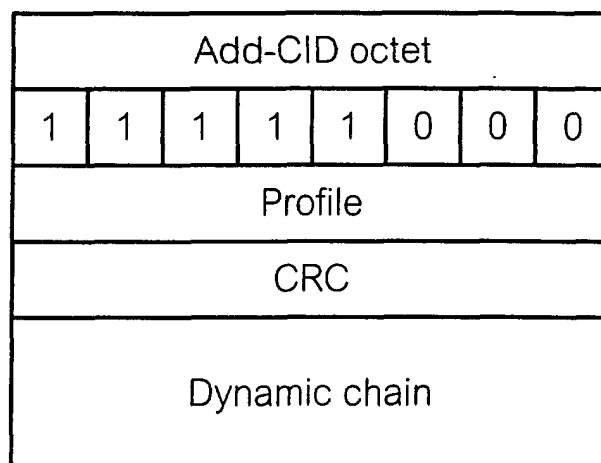 Add-CID octet
1 1 1 1 1 0 0 0
Profile
CRC
Dynamic chain